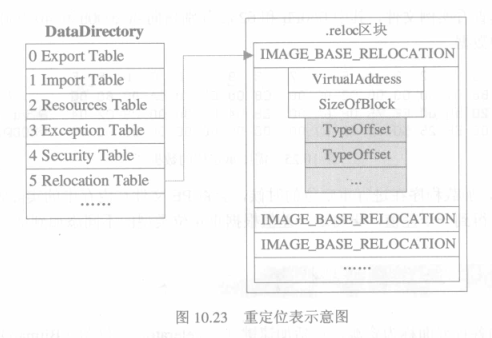 DataDirectory
0 Export Table
1 Import Table
2 Resources Table
3 Exception Table
4 Security Table
5 Relocation Table
······
.reloc区块
IMAGE_BASE_RELOCATION
VirtualAddress
SizeOfBlock
TypeOffset
TypeOffset
...
IMAGE_BASE_RELOCATION
IMAGE_BASE_RELOCATION
······
图 10.23 重定位表示意图